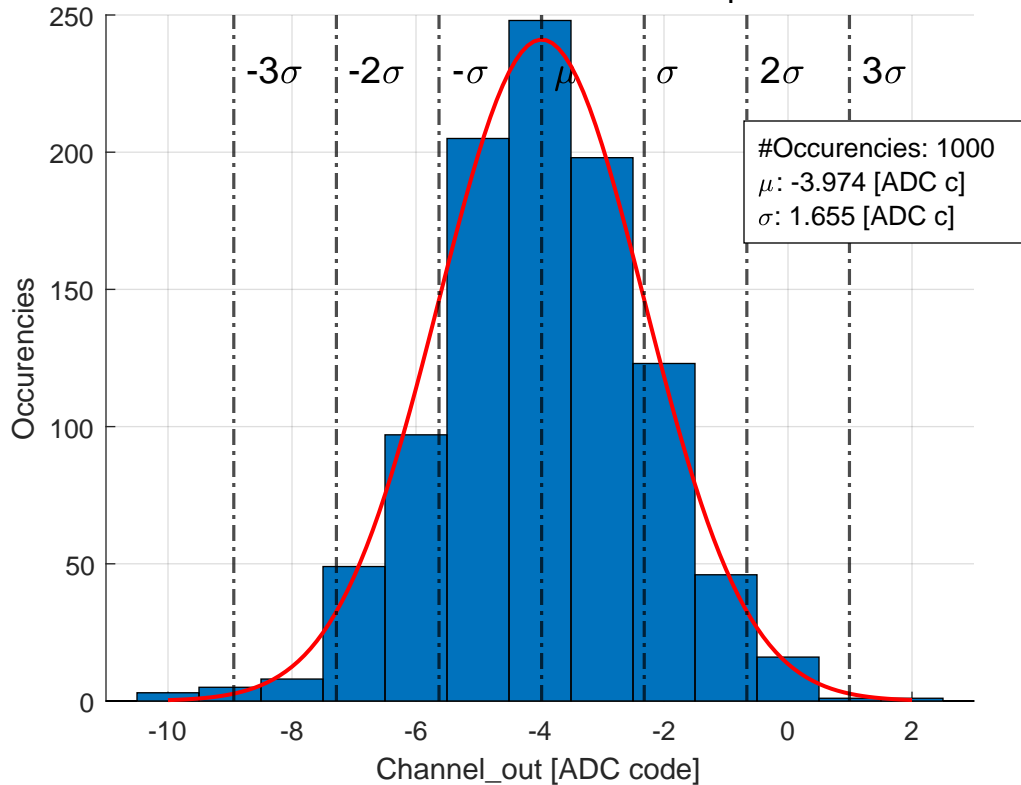 250
200
150
100
50
0
-3σ -2σ -σ μ σ 2σ 3σ
#Occurencies: 1000
μ: -3.974 [ADC c]
σ: 1.655 [ADC c]
Occurencies
-10 -8 -6 -4 -2 0 2
Channel_out [ADC code]